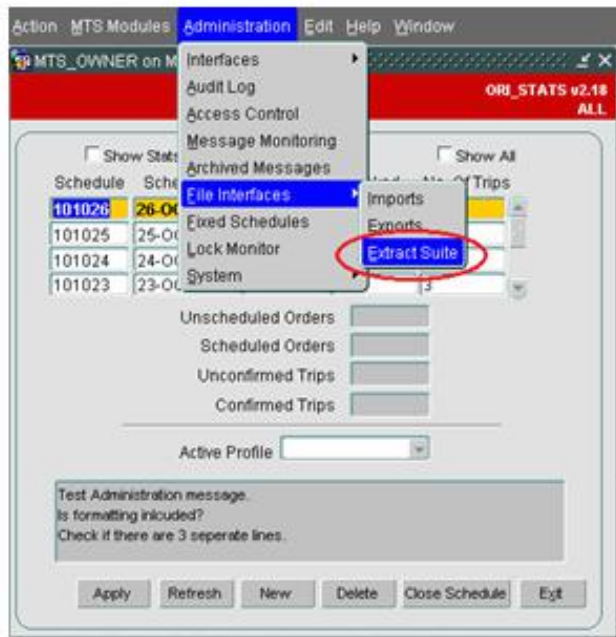 Action MTS Modules Administration Edit Help Window
MTS_OWNER on M
Interfaces
Audit Log
Access Control
Message Monitoring
Archived Messages
File Interfaces
Fixed Schedules
Lock Monitor
System
Imports
Exports
Extract Suite
ORI_STATS v2.18
ALL
Show Stats
Show All
Schedule Sche No. Of Trips
101026 26-O
101025 25-O
101024 24-O
101023 23-O 3
Unscheduled Orders
Scheduled Orders
Unconfirmed Trips
Confirmed Trips
Active Profile
Test Administration message.
Is formatting inlcuded?
Check if there are 3 seperate lines.
Apply Refresh New Delete Close Schedule Exit